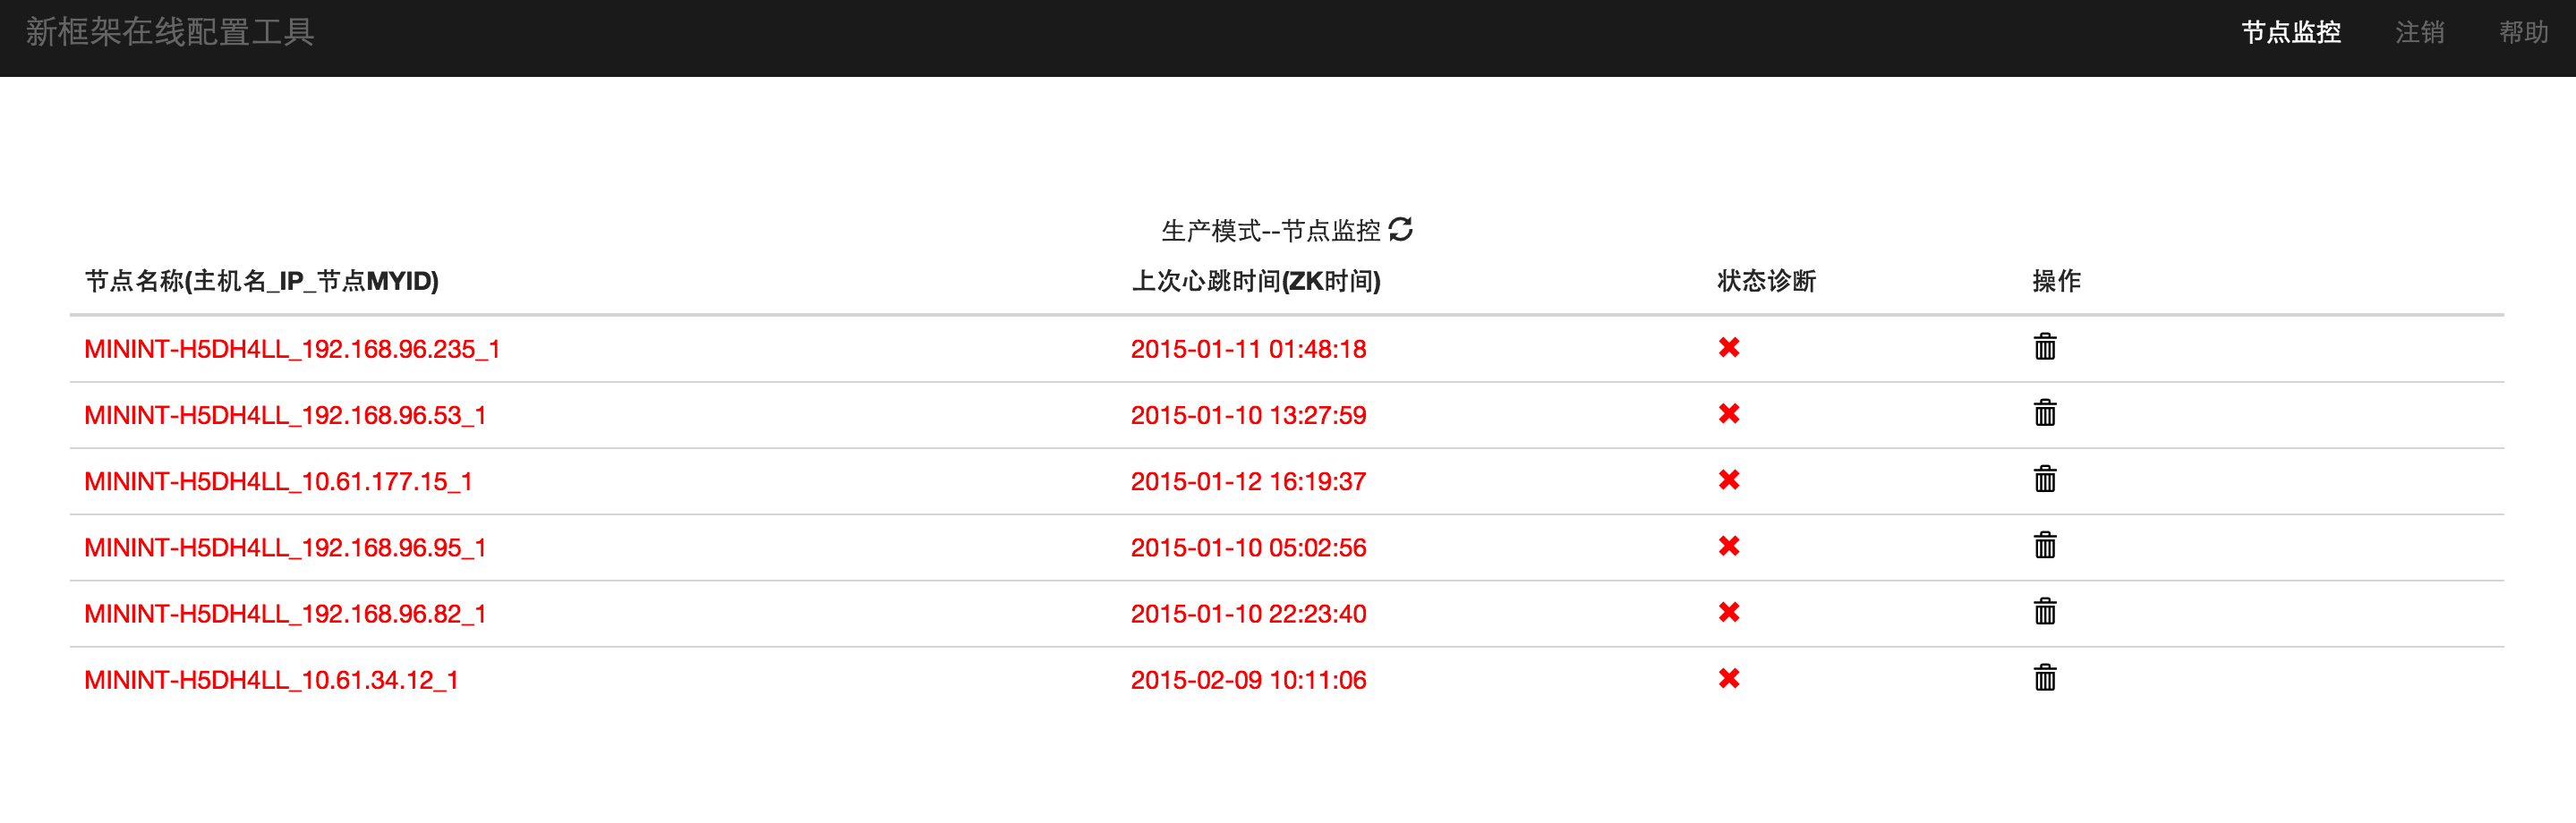 新框架在线配置工具 节点监控 注销 帮助
生产模式--节点监控
节点名称(主机名_IP_节点MYID) 上次心跳时间(ZK时间) 状态诊断 操作
MININT-H5DH4LL_192.168.96.235_1 2015-01-11 01:48:18
MININT-H5DH4LL_192.168.96.53_1 2015-01-10 13:27:59
MININT-H5DH4LL_10.61.177.15_1 2015-01-12 16:19:37
MININT-H5DH4LL_192.168.96.95_1 2015-01-10 05:02:56
MININT-H5DH4LL_192.168.96.82_1 2015-01-10 22:23:40
MININT-H5DH4LL_10.61.34.12_1 2015-02-09 10:11:06